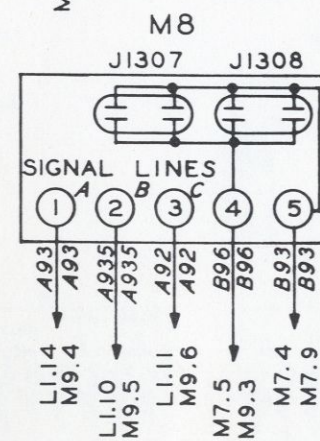 M
M8
J1307 J1308
SIGNAL LINES
A B C
1 2 3 4 5
A93 A93 A935 A935 A92 A92 B96 B96 B93 B93
L1.14 L1.10 L1.11 M7.5 M7.4
M9.4 M9.5 M9.6 M9.3 M7.9